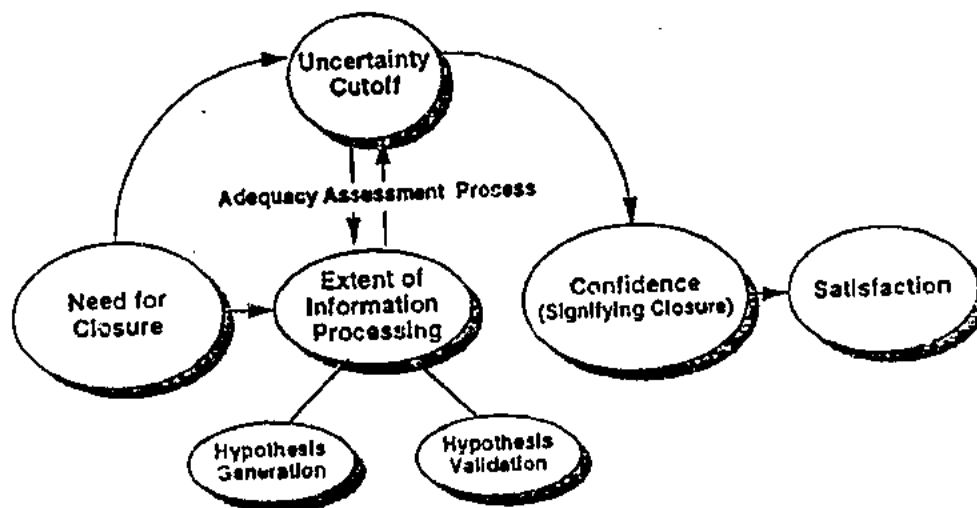 Uncertainty
Cutoff
Adequacy Assessment Process
Need for
Closure
Extent of
Information
Processing
Confidence
(Signifying Closure)
Satisfaction
Hypothesis
Generation
Hypothesis
Validation